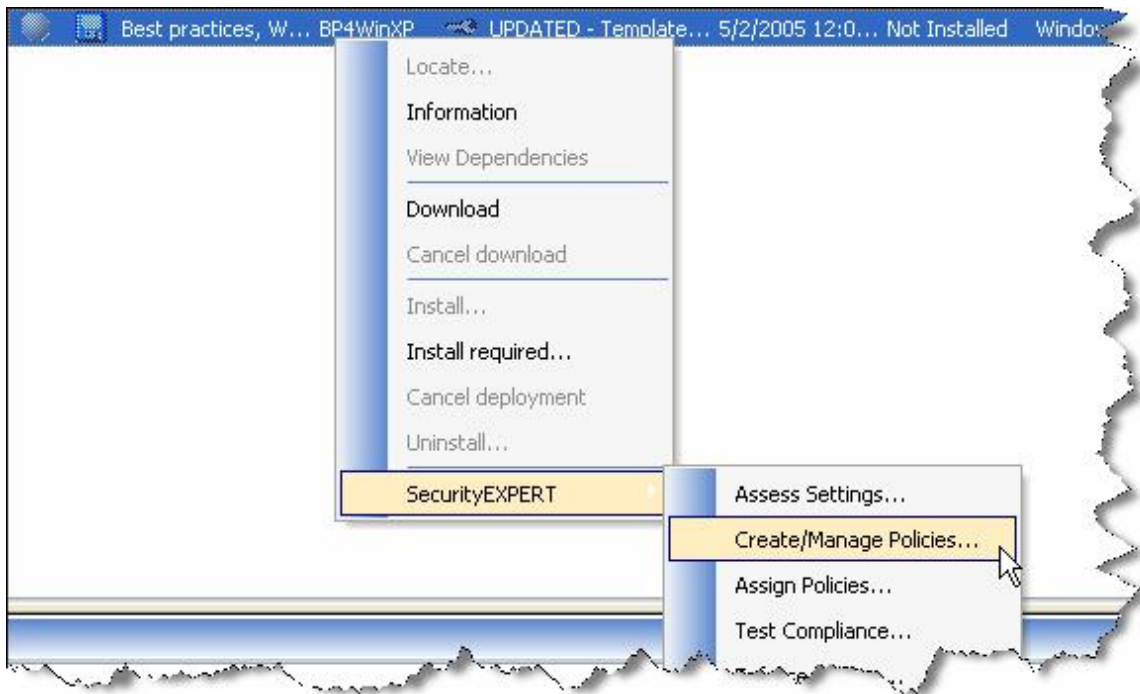 Best practices, W... BP4WinXP UPDATED - Template... 5/2/2005 12:0... Not Installed
Locate...
Information
View Dependencies
Download
Cancel download
Install...
Install required...
Cancel deployment
Uninstall...
SecurityEXPERT
Assess Settings...
Create/Manage Policies...
Assign Policies...
Test Compliance...